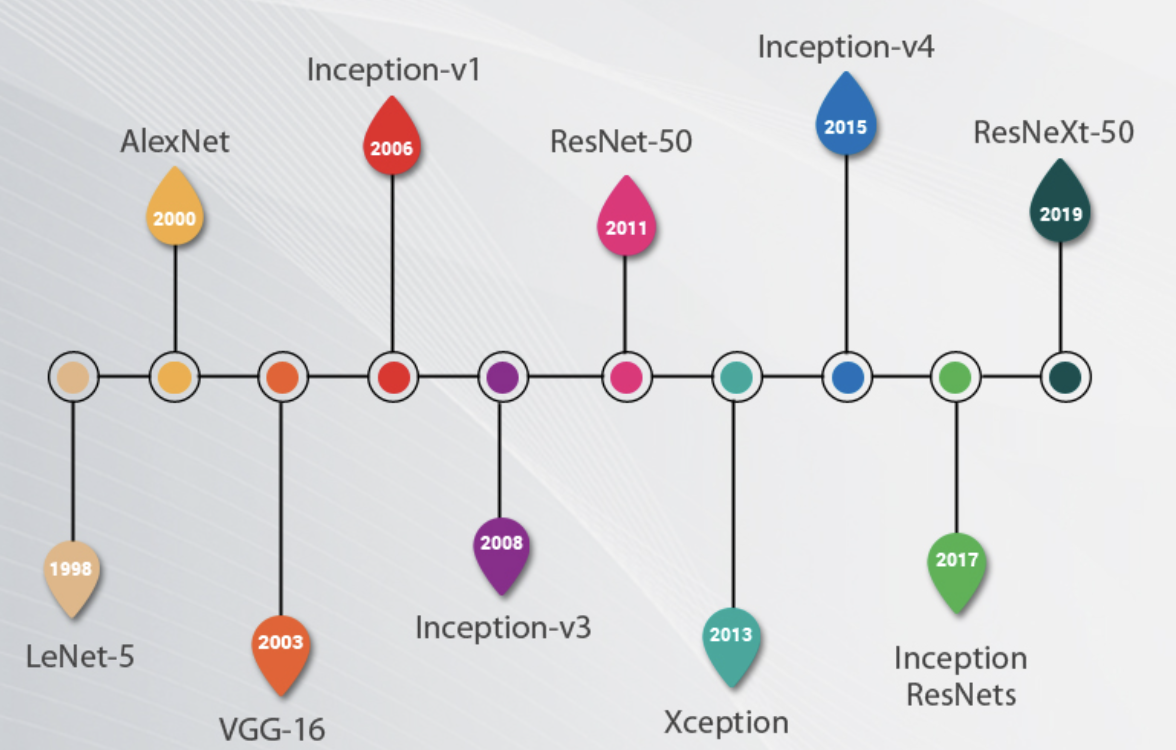 Inception-v4
2015
Inception-v1
2006
AlexNet
2000
ResNet-50
2011
ResNeXt-50
2019
1998
LeNet-5
2003
VGG-16
2008
Inception-v3
2013
Xception
2017
Inception
ResNets